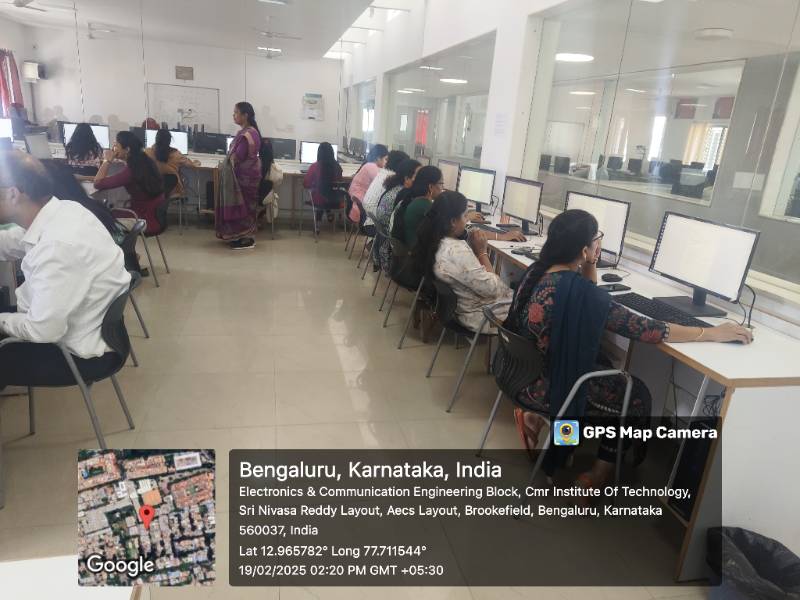 GPS Map Camera
Bengaluru, Karnataka, India
Electronics & Communication Engineering Block, Cmr Institute Of Technology,
Sri Nivasa Reddy Layout, Aecs Layout, Brookefield, Bengaluru, Karnataka
560037, India
Lat 12.965782° Long 77.711544°
19/02/2025 02:20 PM GMT +05:30
Google